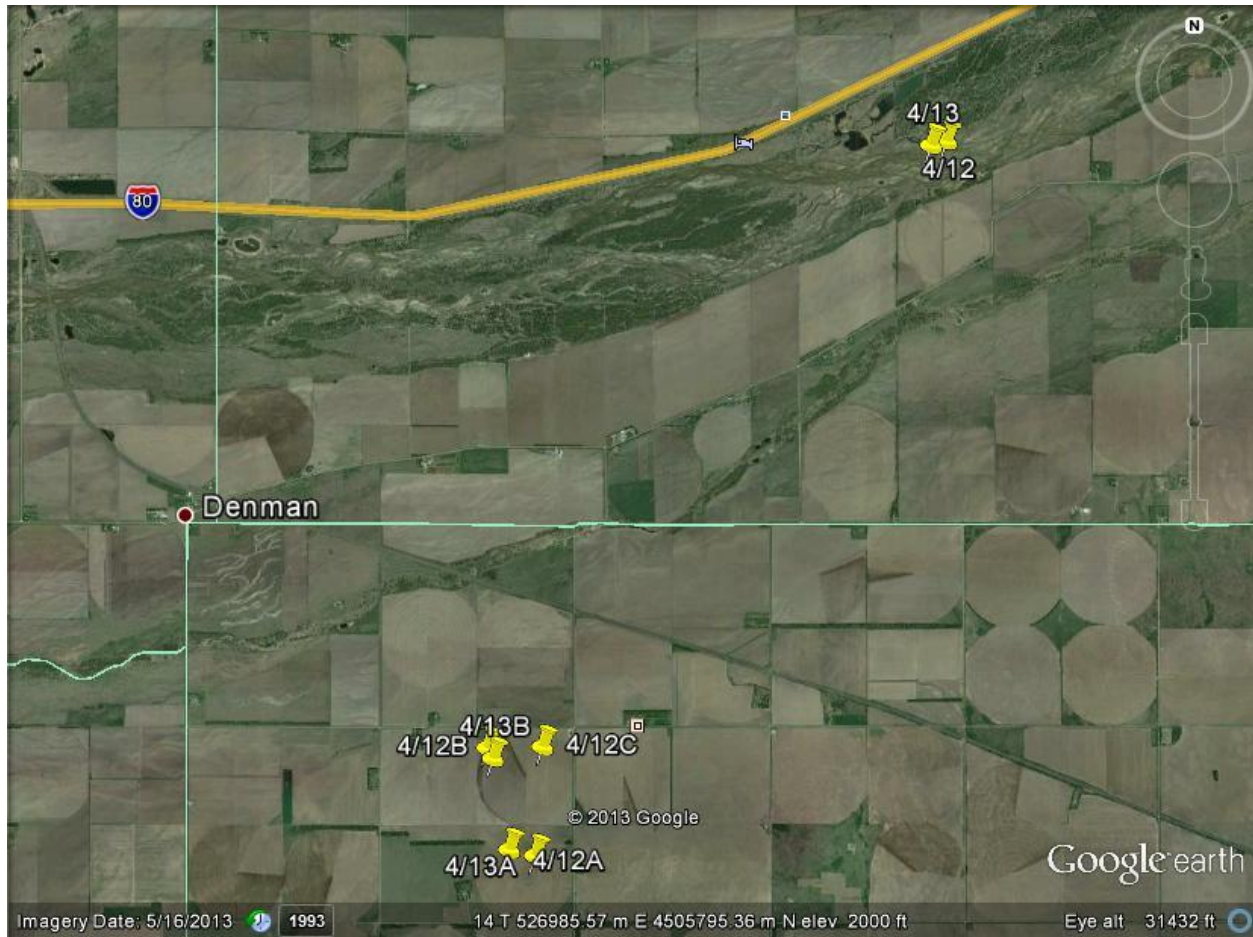 N
4/13
4/12
80
Denman
4/13B
4/12B
4/12C
© 2013 Google
4/13A
4/12A
Google earth
Imagery Date: 5/16/2013
1993
14 T 526985.57 m E 4505795.36 m N elev 2000 ft
Eye alt 31432 ft